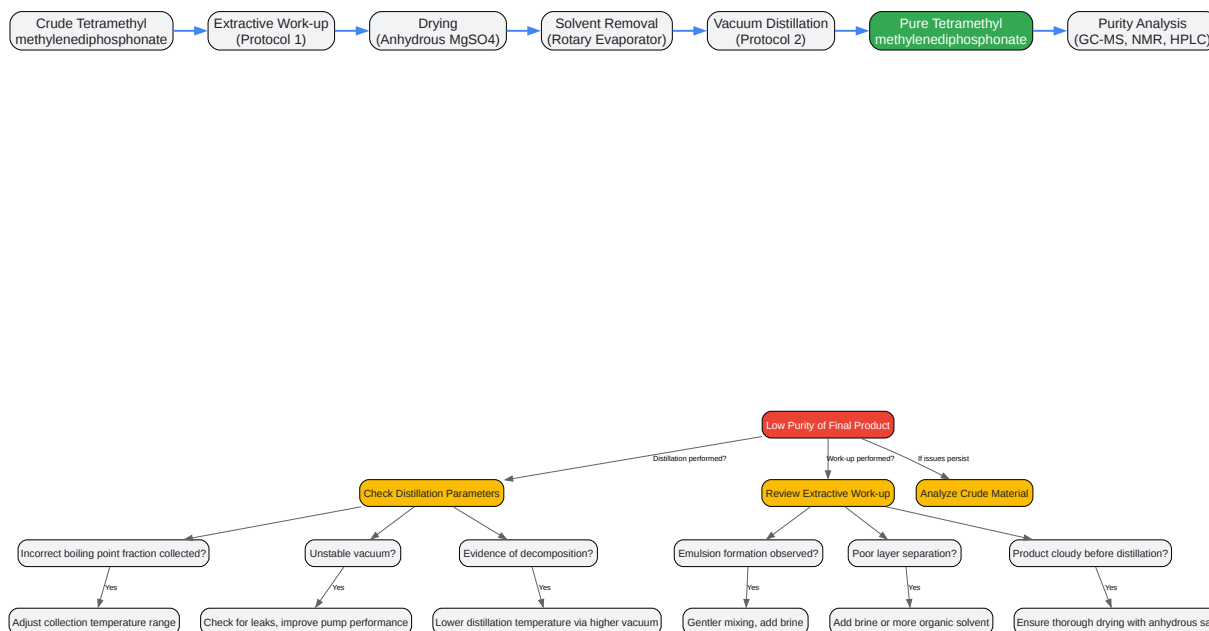 Crude Tetramethyl
methylenediphosphonate
Extractive Work-up
(Protocol 1)
Drying
(Anhydrous MgSO4)
Solvent Removal
(Rotary Evaporator)
Vacuum Distillation
(Protocol 2)
Pure Tetramethyl
methylenediphosphonate
Purity Analysis
(GC-MS, NMR, HPLC)
Low Purity of Final Product
Distillation performed?
Work-up performed?
If issues persist
Check Distillation Parameters
Review Extractive Work-up
Analyze Crude Material
Incorrect boiling point fraction collected?
Unstable vacuum?
Evidence of decomposition?
Emulsion formation observed?
Poor layer separation?
Product cloudy before distillation?
Yes
Yes
Yes
Yes
Yes
Yes
Adjust collection temperature range
Check for leaks, improve pump performance
Lower distillation temperature via higher vacuum
Gentler mixing, add brine
Add brine or more organic solvent
Ensure thorough drying with anhydrous